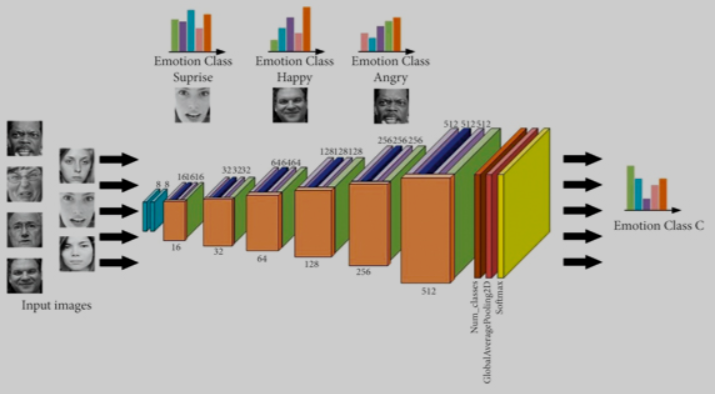 Emotion Class
Suprise
Emotion Class
Happy
Emotion Class
Angry
8 8
161616
323232
646464
128128128
256256256
512 512512
16
32
64
128
256
512
Num_classes
GlobalAveragePooling2D
Softmax
Input images
Emotion Class C